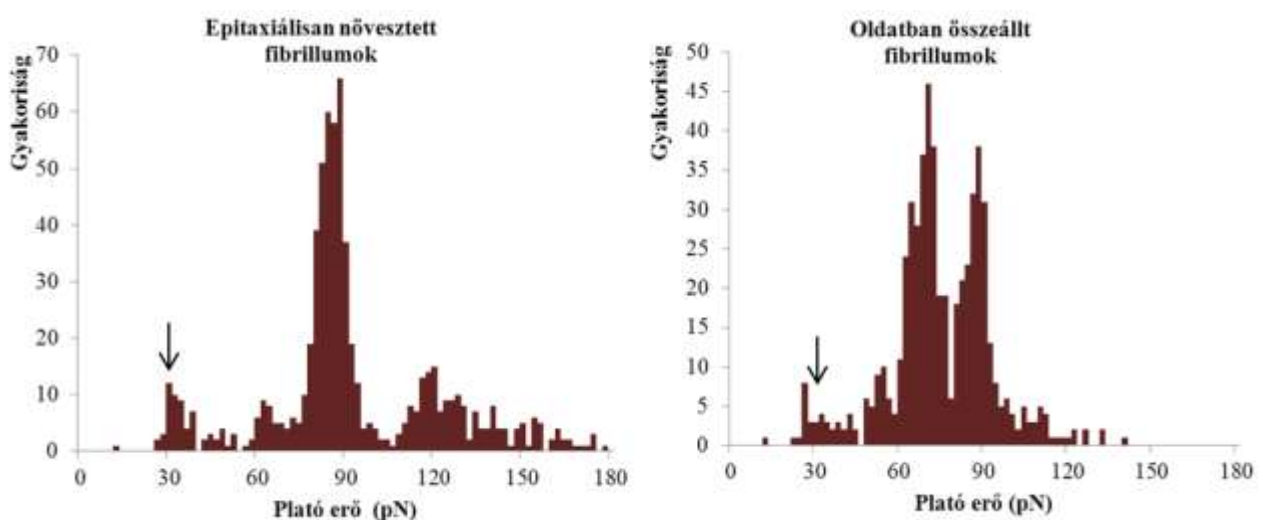 Epitaxiálisan növesztett
fibrillumok
Gyakoriság
70
60
50
40
30
20
10
0
0 30 60 90 120 150 180
Plató erő (pN)
Oldatban összeállt
fibrillumok
Gyakoriság
50
45
40
35
30
25
20
15
10
5
0
0 30 60 90 120 150 180
Plató erő (pN)